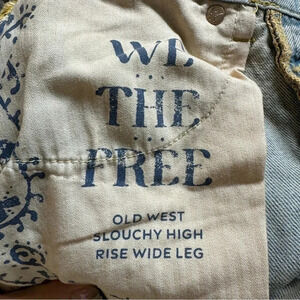 WE
THE
FREE
OLD WEST
SLOUCHY HIGH
RISE WIDE LEG